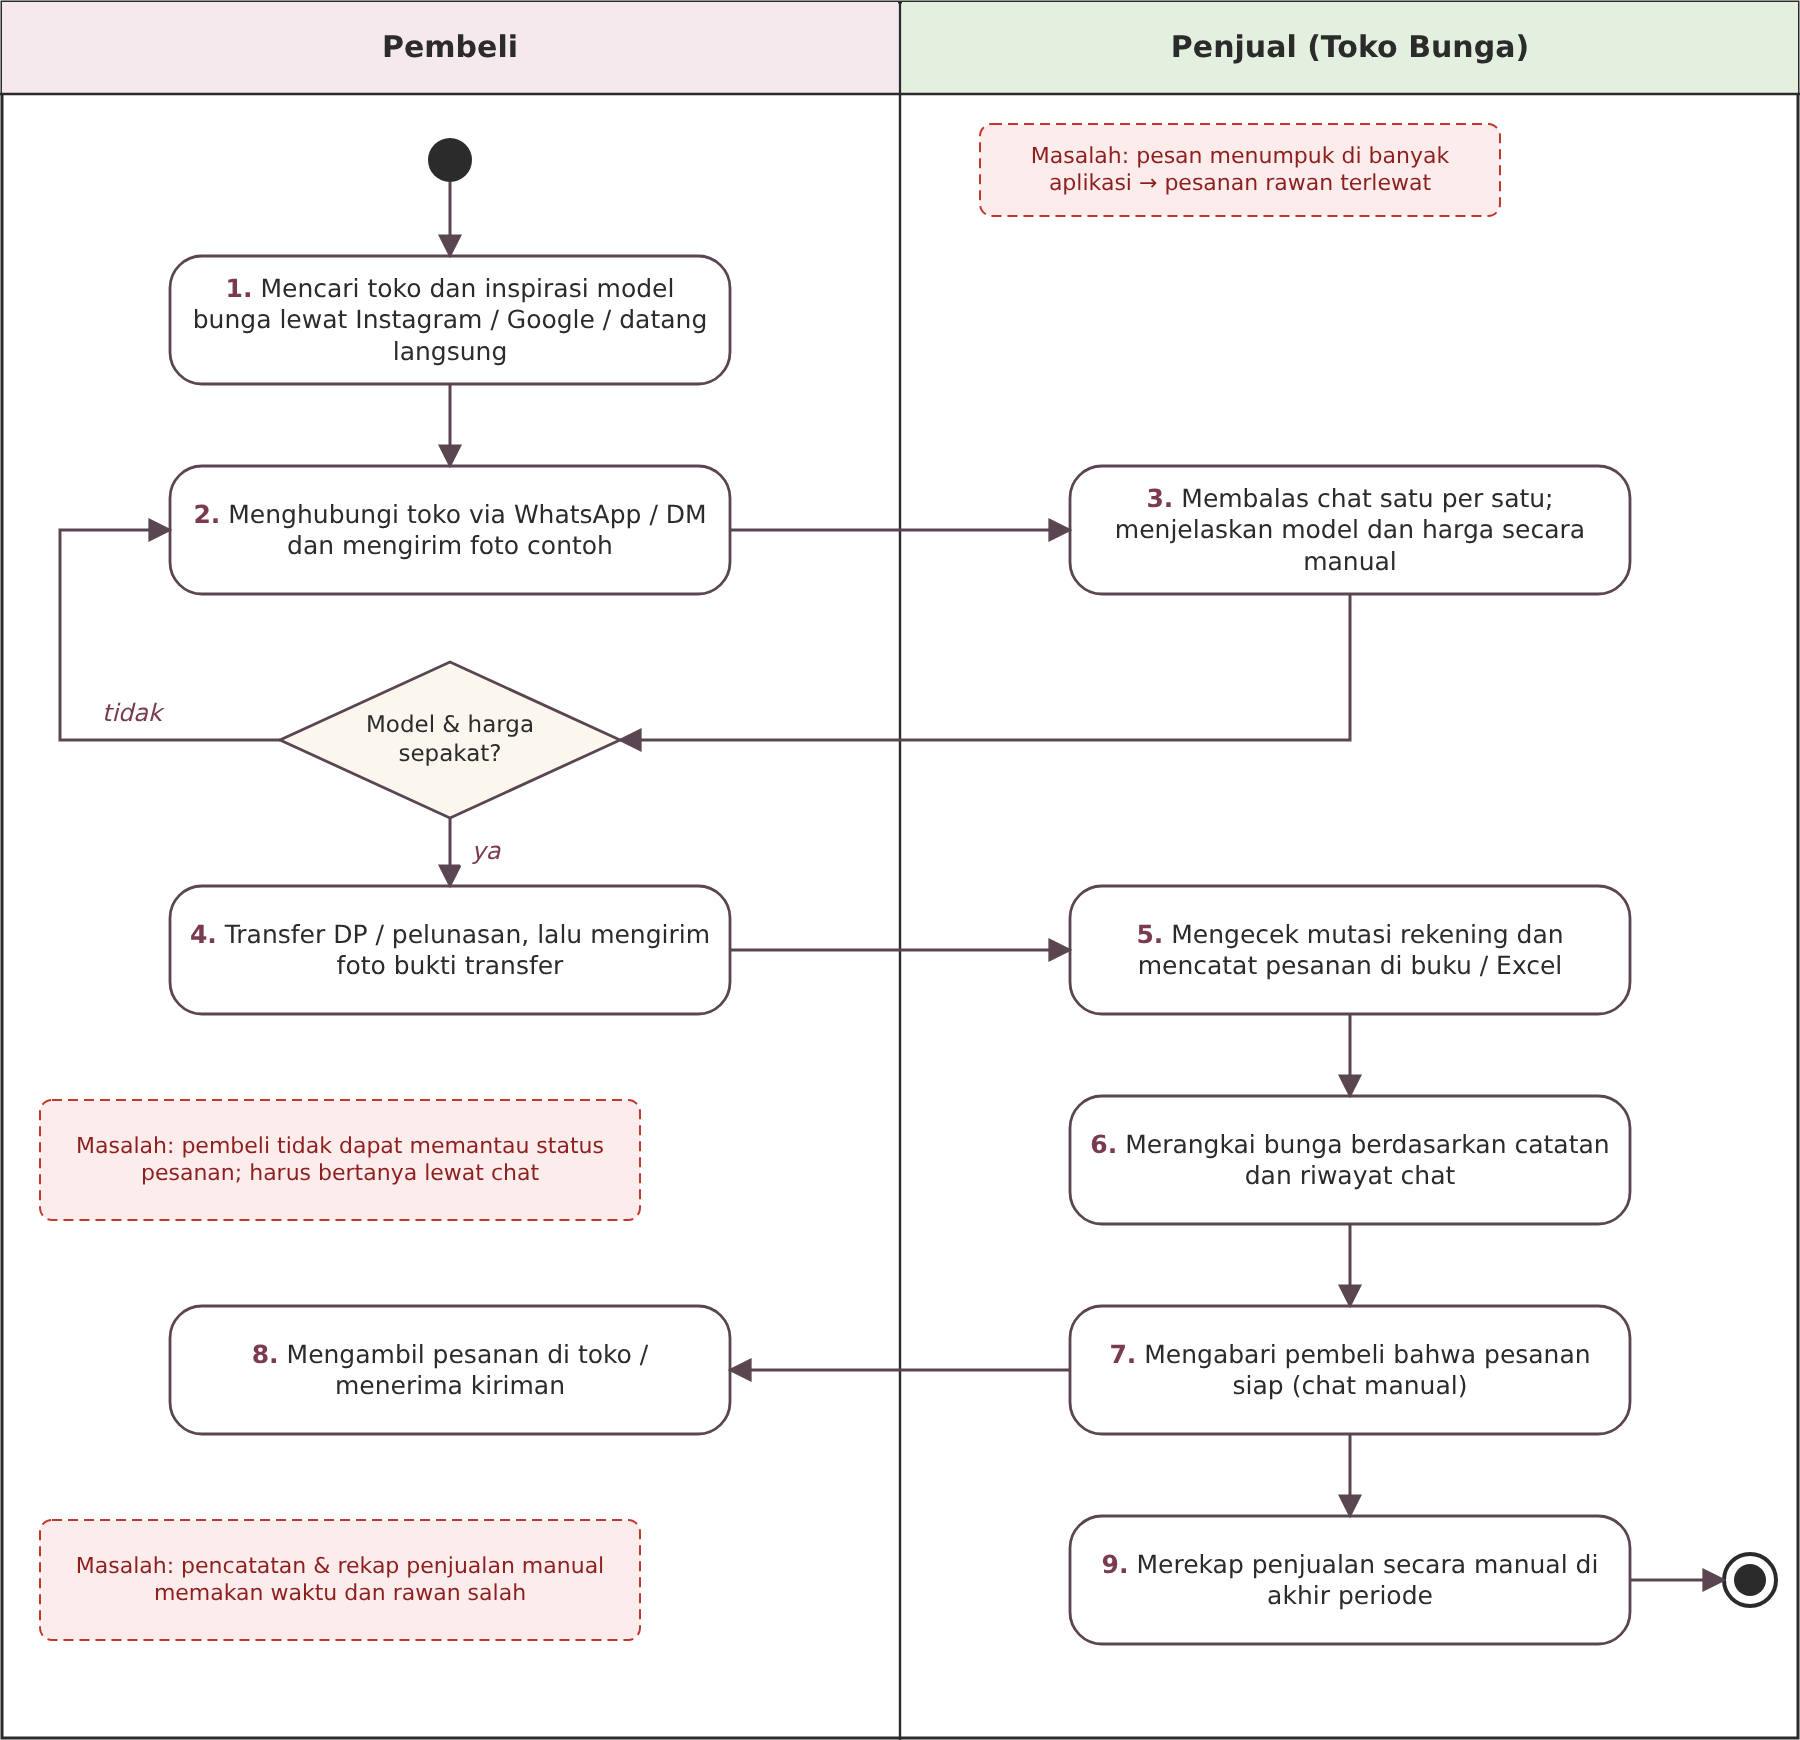 Pembeli
Penjual (Toko Bunga)
Masalah: pesan menumpuk di banyak
aplikasi → pesanan rawan terlewat
1. Mencari toko dan inspirasi model
bunga lewat Instagram / Google / datang
langsung
2. Menghubungi toko via WhatsApp / DM
dan mengirim foto contoh
3. Membalas chat satu per satu;
menjelaskan model dan harga secara
manual
tidak
Model & harga
sepakat?
ya
4. Transfer DP / pelunasan, lalu mengirim
foto bukti transfer
5. Mengecek mutasi rekening dan
mencatat pesanan di buku / Excel
Masalah: pembeli tidak dapat memantau status
pesanan; harus bertanya lewat chat
6. Merangkai bunga berdasarkan catatan
dan riwayat chat
8. Mengambil pesanan di toko /
menerima kiriman
7. Mengabari pembeli bahwa pesanan
siap (chat manual)
Masalah: pencatatan & rekap penjualan manual
memakan waktu dan rawan salah
9. Merekap penjualan secara manual di
akhir periode